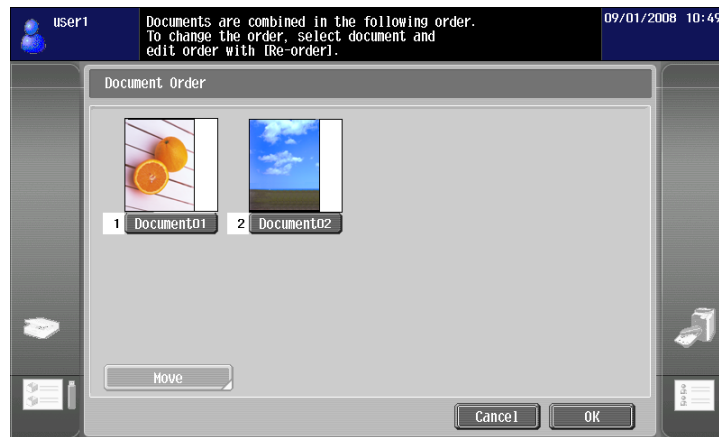 user1
Documents are combined in the following order.
To change the order, select document and
edit order with [Re-order].
09/01/2008 10:49
Document Order
1 Document01
2 Document02
Move
Cancel
OK